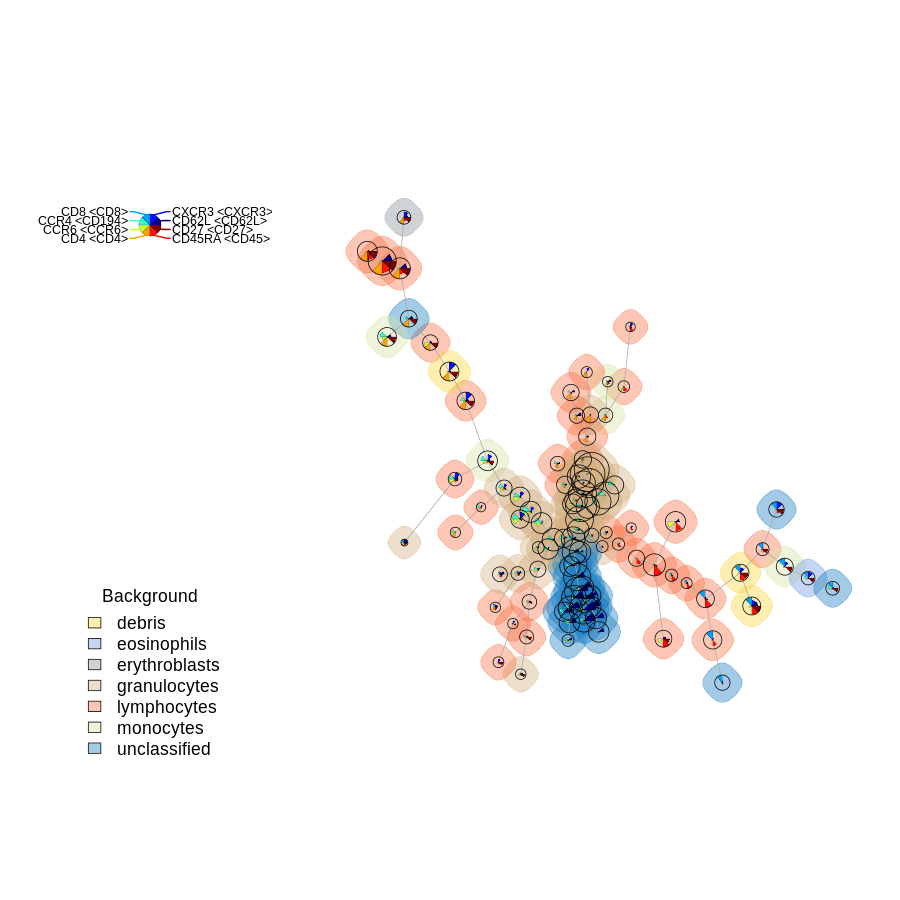 CD8 <CD8> CXCR3 <CXCR3>
CCR4 <CD194> CD62L <CD62L>
CCR6 <CCR6> CD27 <CD27>
CD4 <CD4> CD45RA <CD45>
Background
debris
eosinophils
erythroblasts
granulocytes
lymphocytes
monocytes
unclassified